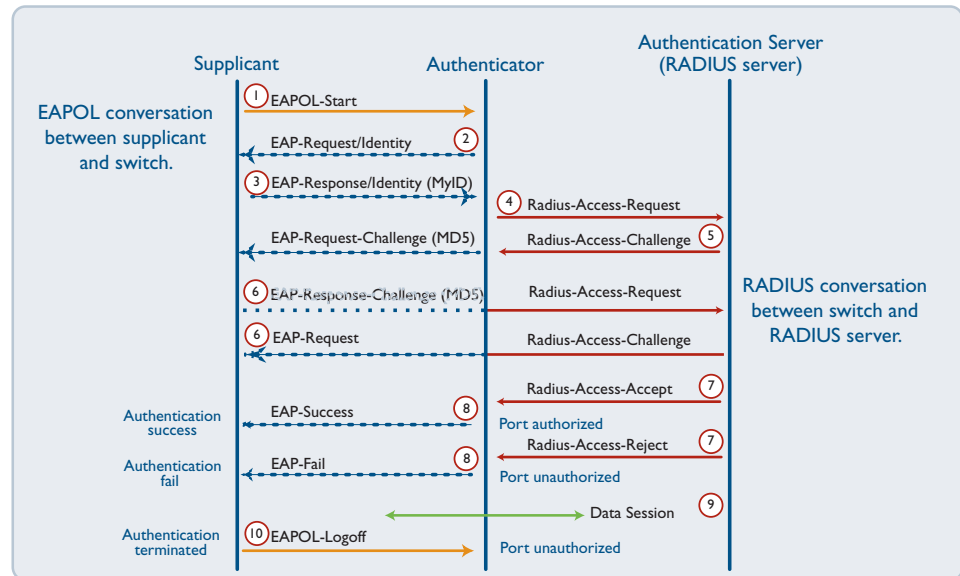 Supplicant
Authenticator
Authentication Server
(RADIUS server)
EAPOL conversation
between supplicant
and switch.
1 EAPOL-Start
EAP-Request/Identity 2
3 EAP-Response/Identity (MyID)
4 Radius-Access-Request
EAP-Request-Challenge (MD5)
Radius-Access-Challenge 5
6 EAP-Response-Challenge (MD5)
Radius-Access-Request
RADIUS conversation
between switch and
RADIUS server.
6 EAP-Request
Radius-Access-Challenge
Radius-Access-Accept 7
Authentication
success
EAP-Success 8
Port authorized
Radius-Access-Reject 7
Authentication
fail
EAP-Fail 8
Port unauthorized
Data Session 9
Authentication
terminated
10 EAPOL-Logoff
Port unauthorized